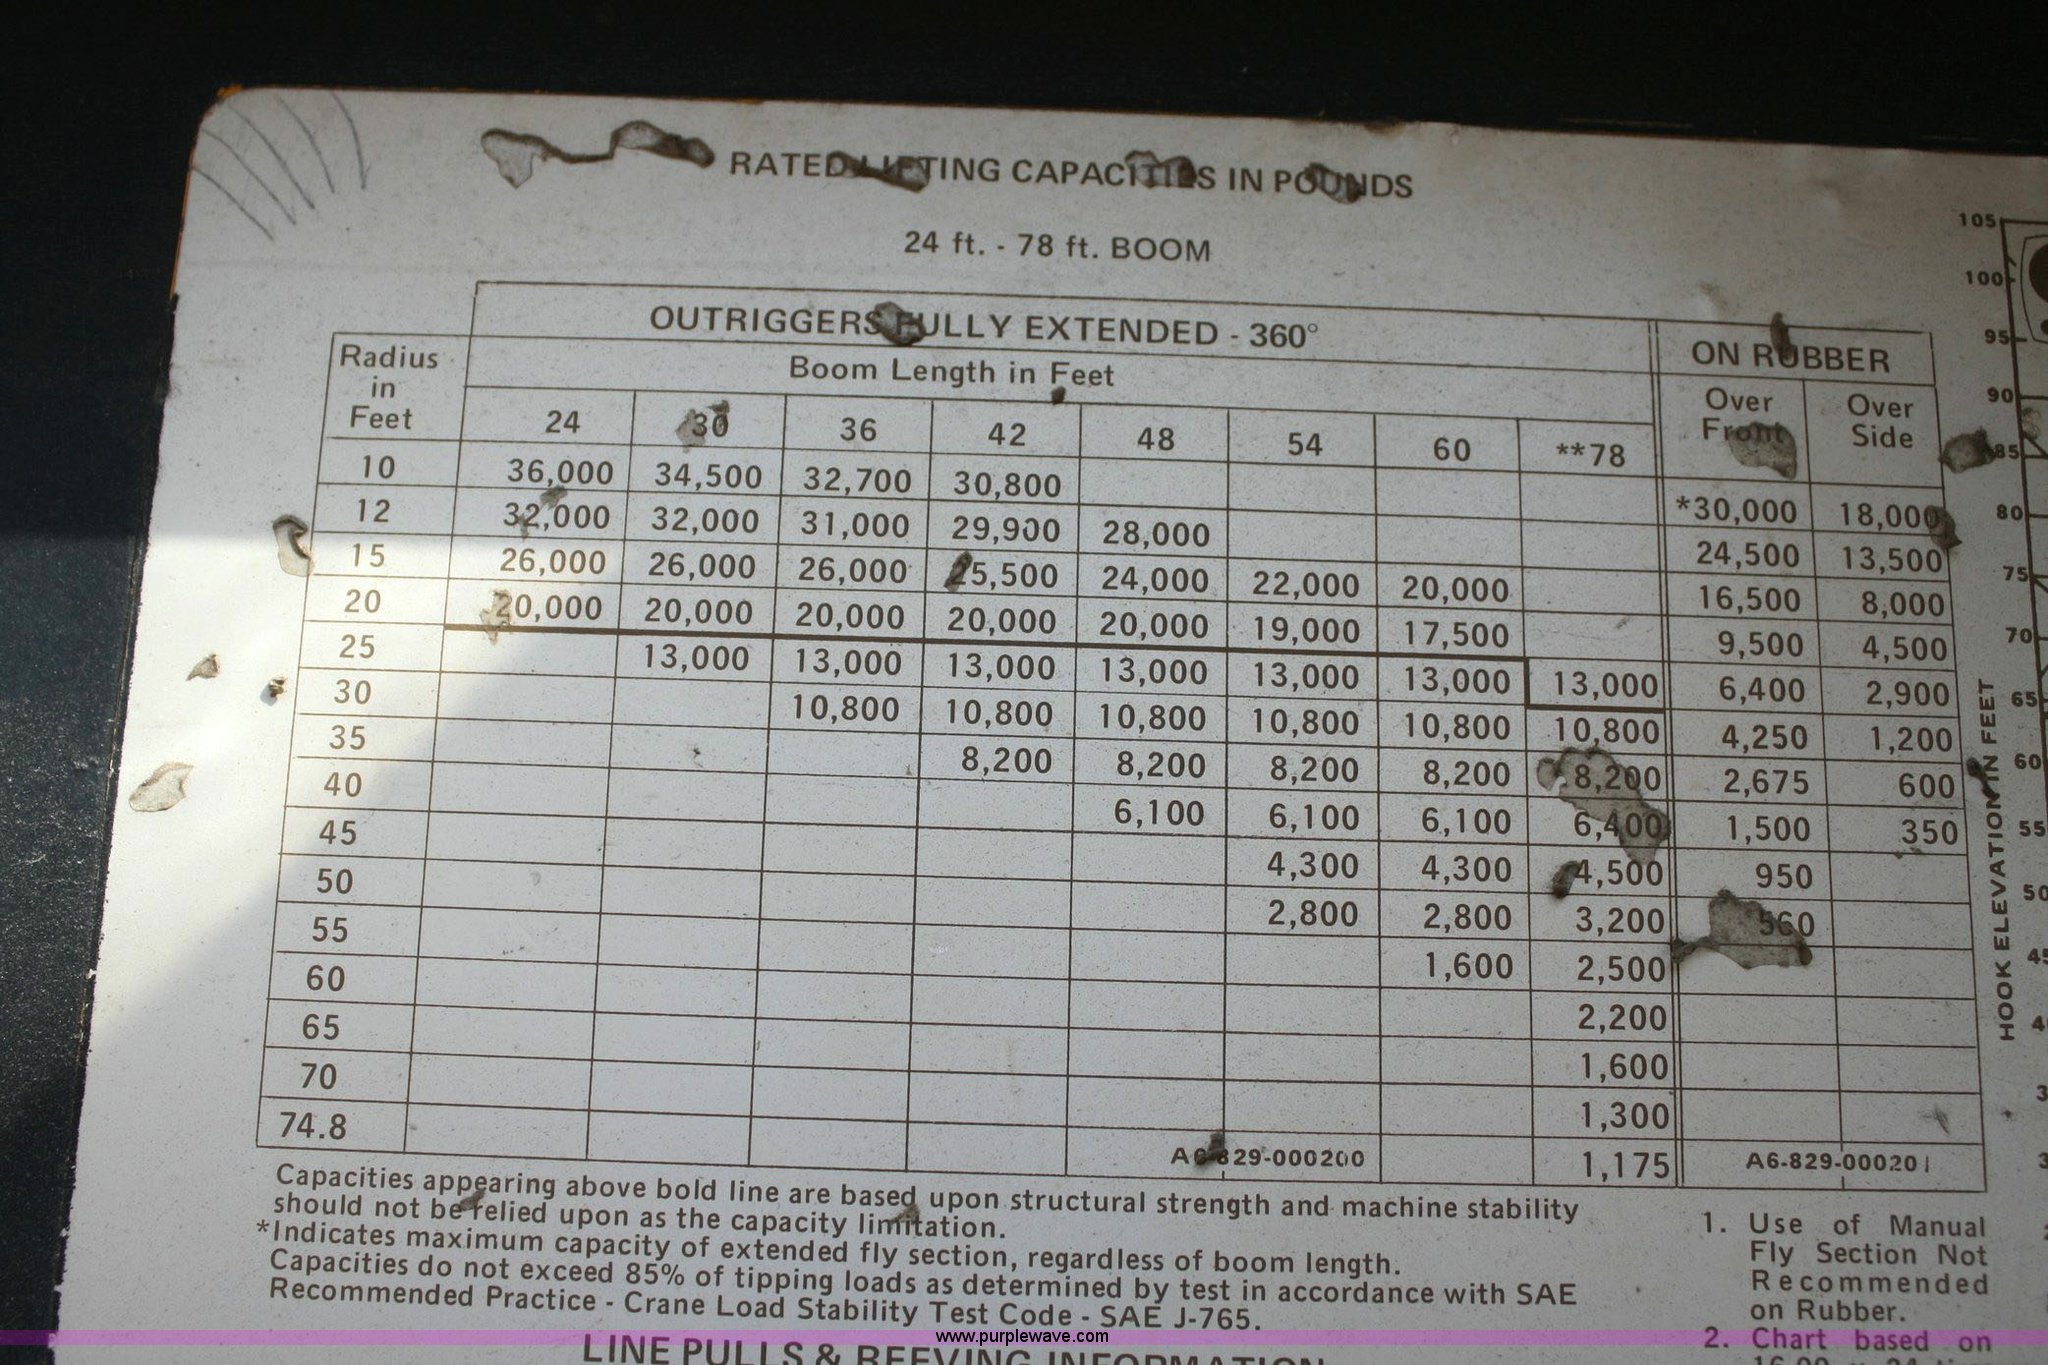 RATED LIFTING CAPACITIES IN POUNDS
24 ft. - 78 ft. BOOM
OUTRIGGERS FULLY EXTENDED - 360° ON RUBBER
Radius in Feet Boom Length in Feet Over Front Over Side
24 30 36 42 48 54 60 **78
10 36,000 34,500 32,700 30,800 *30,000 18,000
12 32,000 32,000 31,000 29,900 28,000 24,500 13,500
15 26,000 26,000 26,000 25,500 24,000 22,000 20,000 16,500 8,000
20 20,000 20,000 20,000 20,000 20,000 19,000 17,500 9,500 4,500
25 13,000 13,000 13,000 13,000 13,000 13,000 13,000 6,400 2,900
30 10,800 10,800 10,800 10,800 10,800 10,800 4,250 1,200
35 8,200 8,200 8,200 8,200 8,200 2,675 600
40 6,100 6,100 6,100 6,400 1,500 350
45 4,300 4,300 4,500 950
50 2,800 2,800 3,200 560
55 1,600 2,500
60 2,200
65 1,600
70 1,300
74.8 A6-829-000200 1,175 A6-829-000201
Capacities appearing above bold line are based upon structural strength and machine stability
should not be relied upon as the capacity limitation.
*Indicates maximum capacity of extended fly section, regardless of boom length.
Capacities do not exceed 85% of tipping loads as determined by test in accordance with SAE
Recommended Practice - Crane Load Stability Test Code - SAE J-765.
LINE PULLS & REEVING INFORMATION
1. Use of Manual
Fly Section Not
Recommended
on Rubber.
2. Chart based on
105
100
95
90
85
80
75
70
65
60
55
50
45
HOOK ELEVATION IN FEET
www.purplewave.com